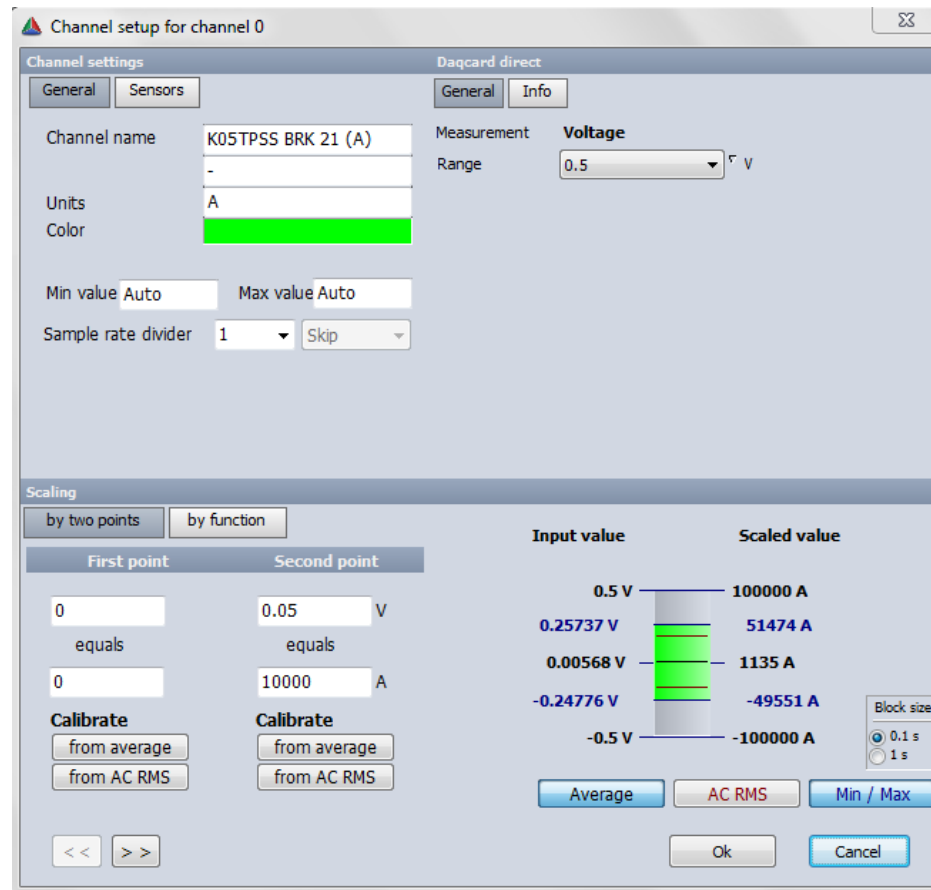 Channel setup for channel 0
Channel settings
Daqcard direct
General Sensors
General Info
Channel name K05TPSS BRK 21 (A)
-
Units A
Color
Measurement Voltage
Range 0.5 V
Min value Auto Max value Auto
Sample rate divider 1 Skip
Scaling
by two points by function
First point Second point
0 0.05 V
equals equals
0 10000 A
Calibrate Calibrate
from average from average
from AC RMS from AC RMS
<< >>
Input value Scaled value
0.5 V 100000 A
0.25737 V 51474 A
0.00568 V 1135 A
-0.24776 V -49551 A
-0.5 V -100000 A
Block size
0.1 s
1 s
Average AC RMS Min / Max
Ok Cancel